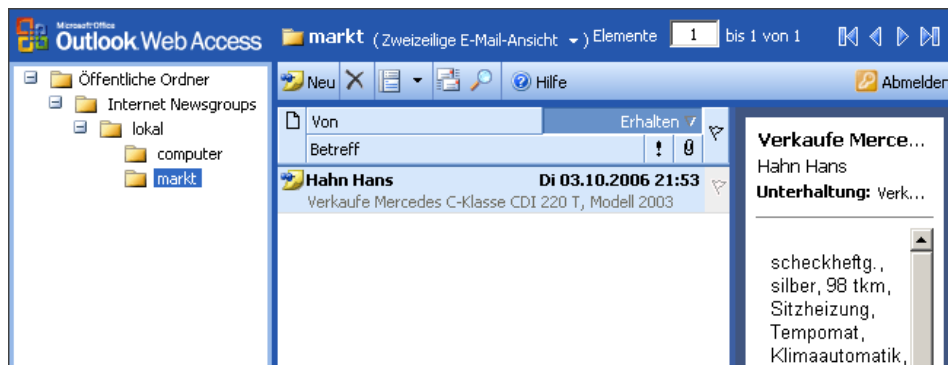 Microsoft Office
Outlook Web Access
markt (Zweizeilige E-Mail-Ansicht) Elemente 1 bis 1 von 1
Neu Hilfe Abmelden
Öffentliche Ordner
Internet Newsgroups
lokal
computer
markt
Von Erhalten
Betreff !
Hahn Hans Di 03.10.2006 21:53
Verkaufe Mercedes C-Klasse CDI 220 T, Modell 2003
Verkaufe Merce...
Hahn Hans
Unterhaltung: Verk...
scheckheftg.,
silber, 98 tkm,
Sitzheizung,
Tempomat,
Klimaautomatik,